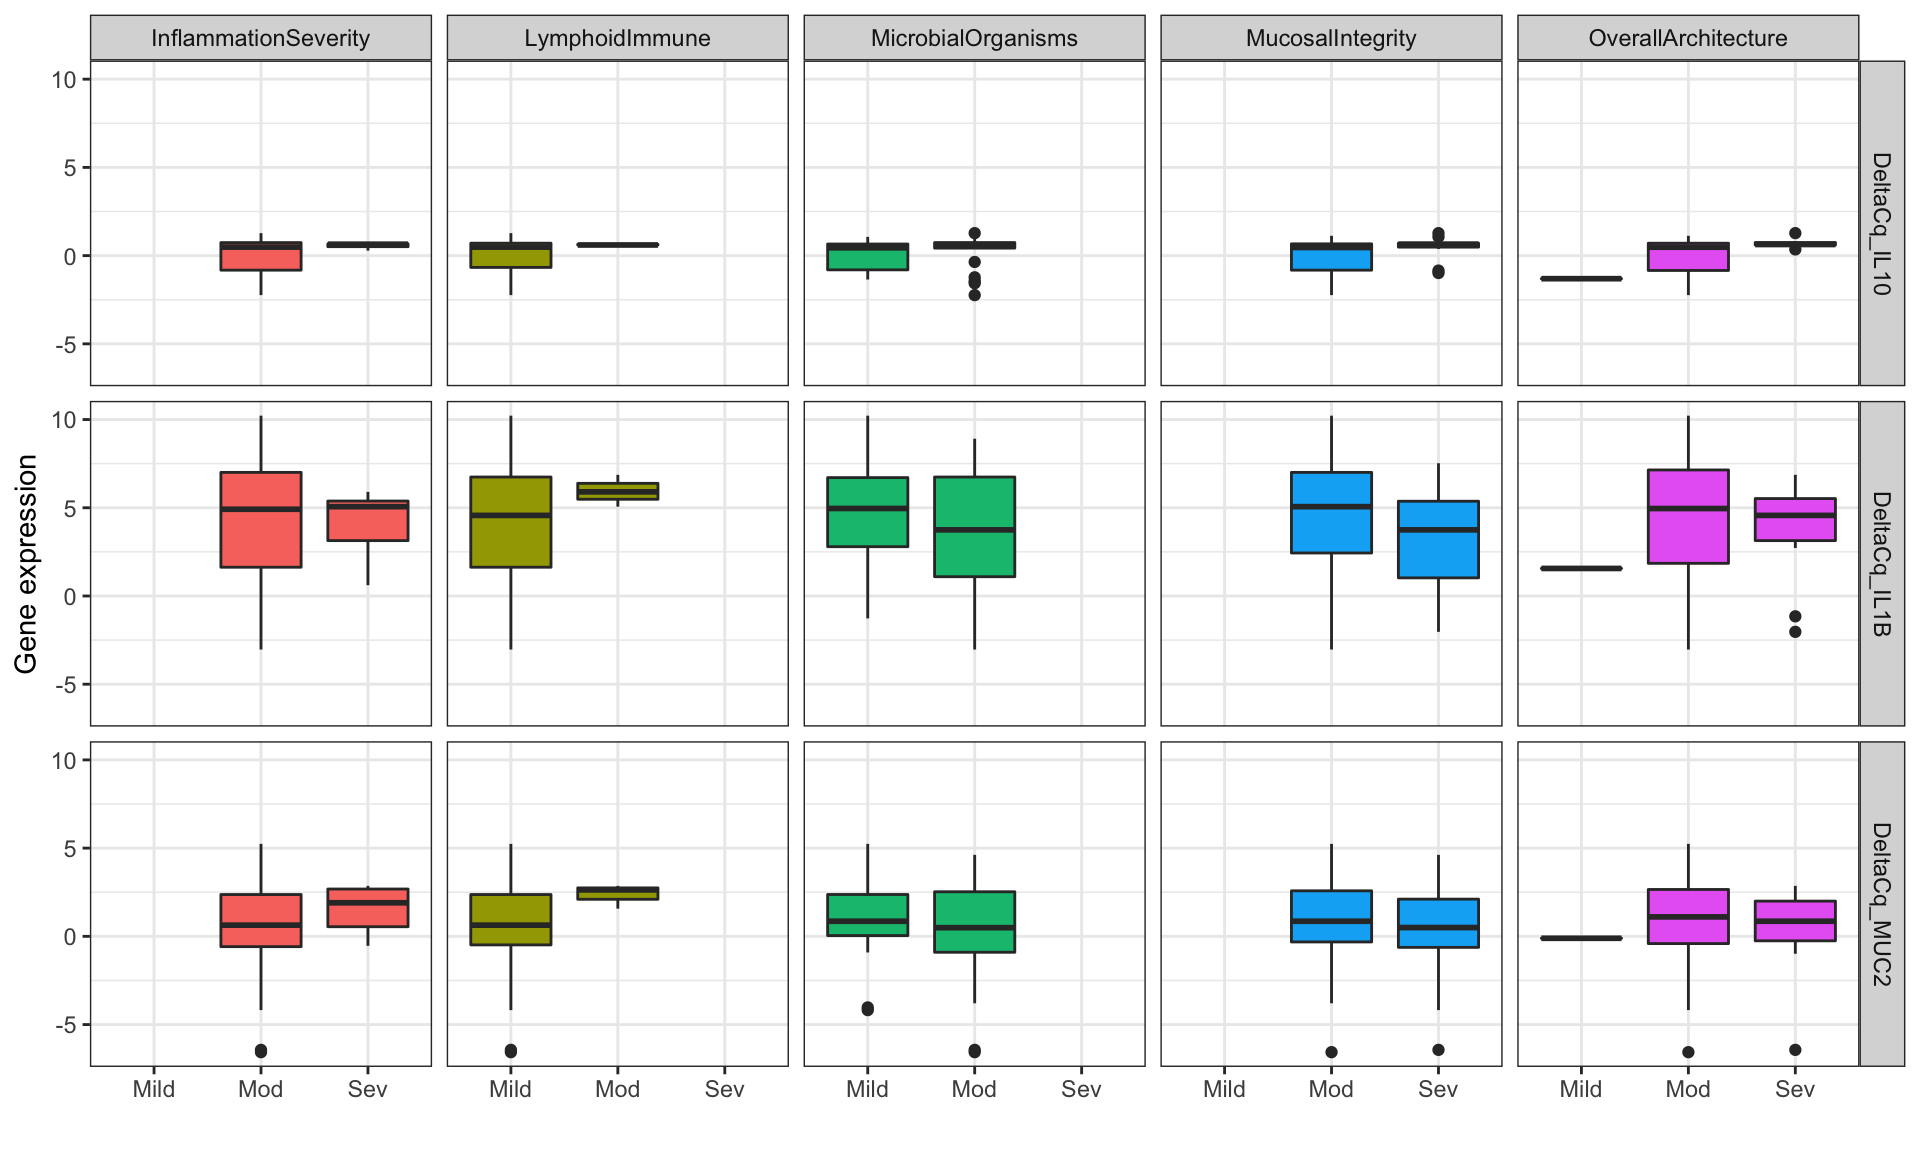 InflammationSeverity LymphoidImmune MicrobialOrganisms MucosalIntegrity OverallArchitecture
10
5
0
-5
DeltaCq_IL10
10
5
0
-5
DeltaCq_IL1B
Gene expression
10
5
0
-5
DeltaCq_MUC2
Mild Mod Sev Mild Mod Sev Mild Mod Sev Mild Mod Sev Mild Mod Sev